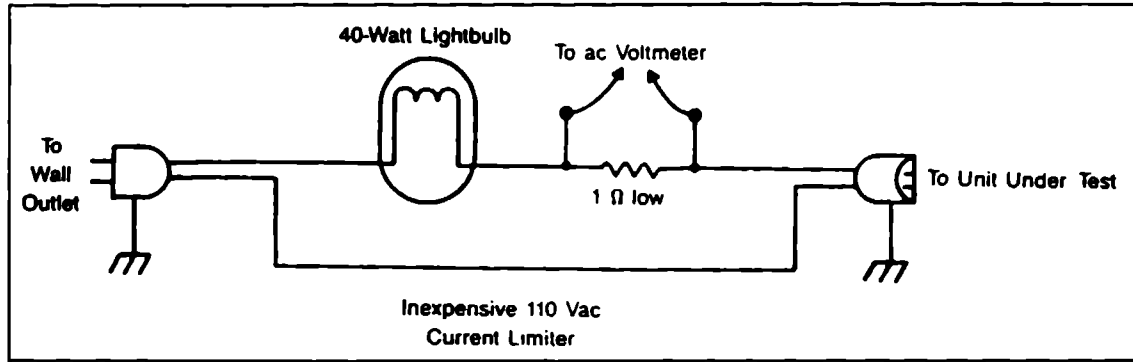 40-Watt Lightbulb
To ac Voltmeter
To
Wall
Outlet
1 Ω low
To Unit Under Test
Inexpensive 110 Vac
Current Limiter